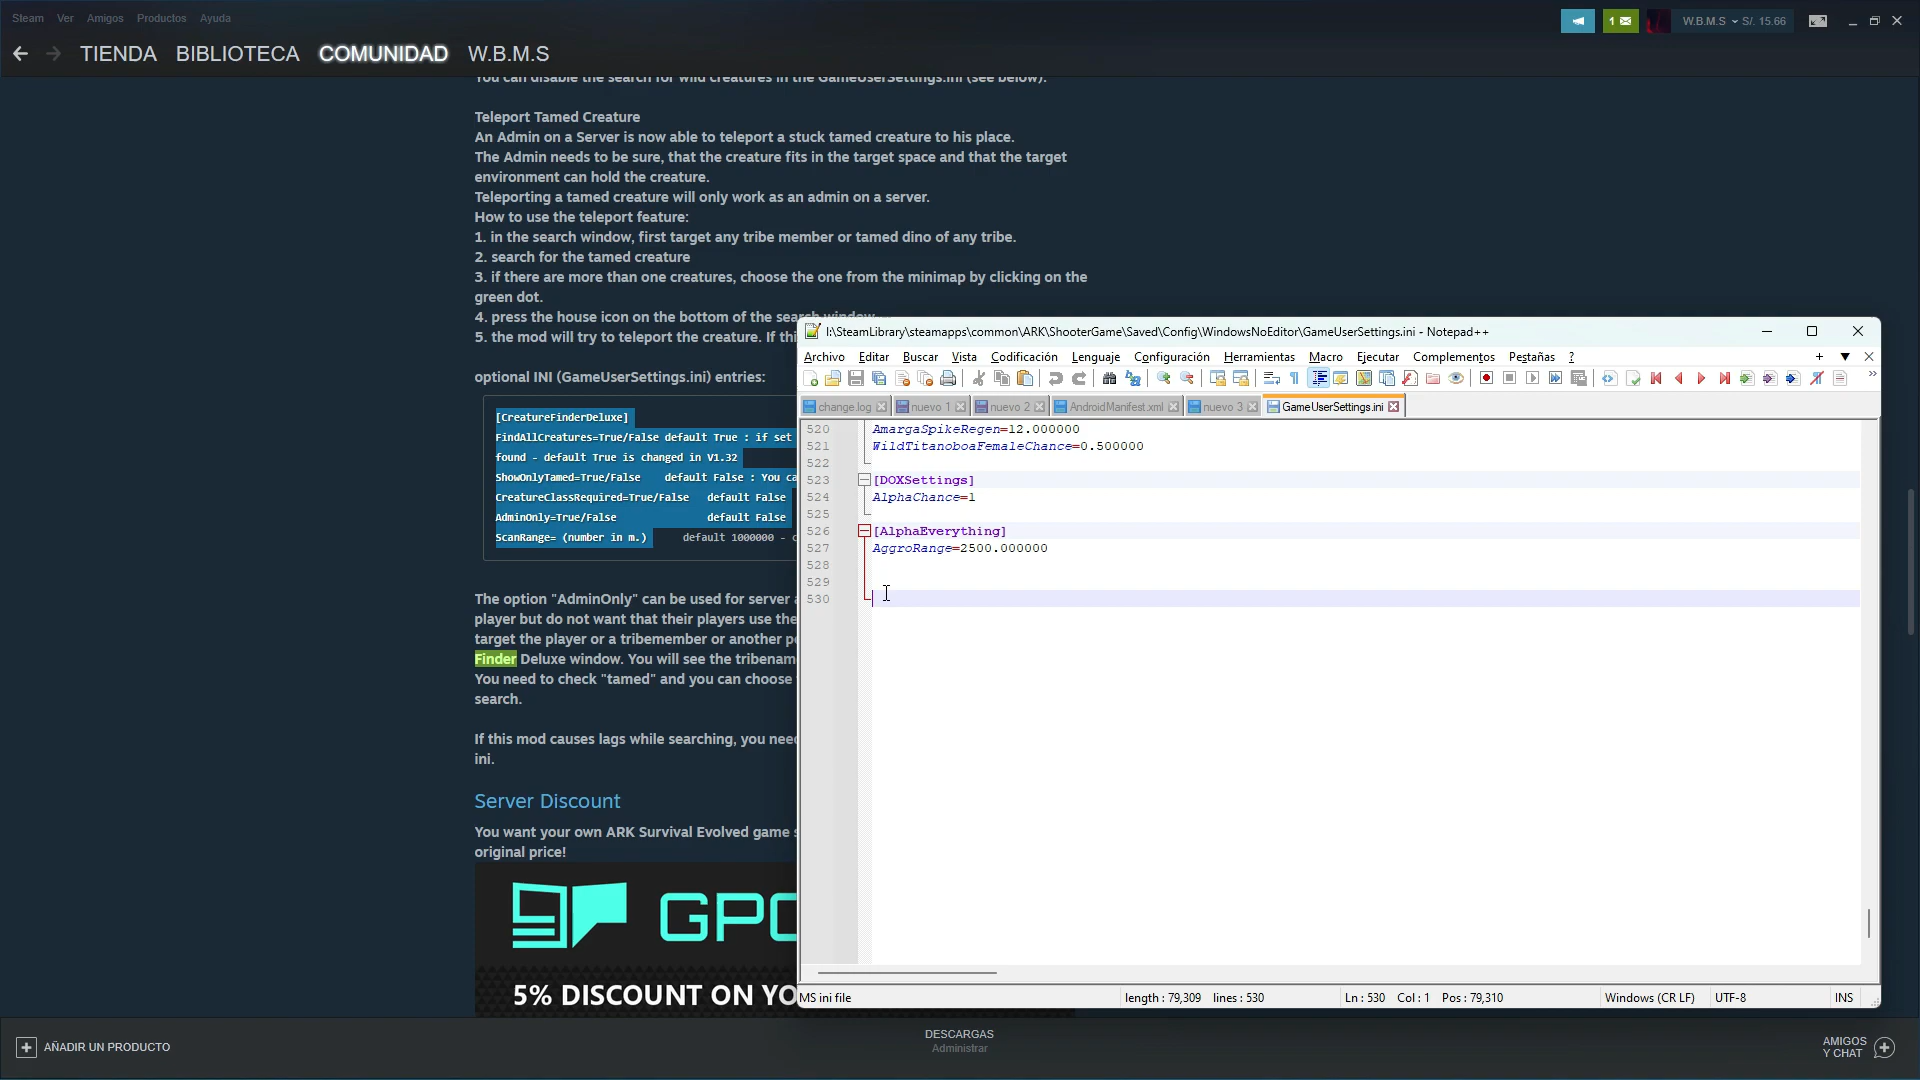 Steam Ver Amigos Productos Ayuda
1
W.B.M.S S/. 15.66
TIENDA BIBLIOTECA COMUNIDAD W.B.M.S
You can disable the search for wild creatures in the GameUserSettings.ini (see below).
Teleport Tamed Creature
An Admin on a Server is now able to teleport a stuck tamed creature to his place.
The Admin needs to be sure, that the creature fits in the target space and that the target
environment can hold the creature.
Teleporting a tamed creature will only work as an admin on a server.
How to use the teleport feature:
1. in the search window, first target any tribe member or tamed dino of any tribe.
2. search for the tamed creature
3. if there are more than one creatures, choose the one from the minimap by clicking on the
green dot.
4. press the house icon on the bottom of the search window
5. the mod will try to teleport the creature. If thi
optional INI (GameUserSettings.ini) entries:
[CreatureFinderDeluxe]
FindAllCreatures=True/False default True : if set
found - default True is changed in V1.32
ShowOnlyTamed=True/False default False : You ca
CreatureClassRequired=True/False default False
AdminOnly=True/False default False
ScanRange= (number in m.) default 1000000 - c
The option "AdminOnly" can be used for server a
player but do not want that their players use the
target the player or a tribemember or another pe
Finder Deluxe window. You will see the tribenam
You need to check "tamed" and you can choose
search.
If this mod causes lags while searching, you need
ini.
Server Discount
You want your own ARK Survival Evolved game s
original price!
GPO
5% DISCOUNT ON YO
I:\SteamLibrary\steamapps\common\ARK\ShooterGame\Saved\Config\WindowsNoEditor\GameUserSettings.ini - Notepad++
Archivo Editar Buscar Vista Codificación Lenguaje Configuración Herramientas Macro Ejecutar Complementos Pestañas ?
change.log nuevo 1 nuevo 2 AndroidManifest.xml nuevo 3 GameUserSettings.ini
520 AmargaSpikeRegen=12.000000
521 WildTitanoboaFemaleChance=0.500000
522
523 [DOXSettings]
524 AlphaChance=1
525
526 [AlphaEverything]
527 AggroRange=2500.000000
528
529
530
MS ini file length : 79,309 lines : 530 Ln : 530 Col : 1 Pos : 79,310 Windows (CR LF) UTF-8 INS
AÑADIR UN PRODUCTO
DESCARGAS
Administrar
AMIGOS
Y CHAT